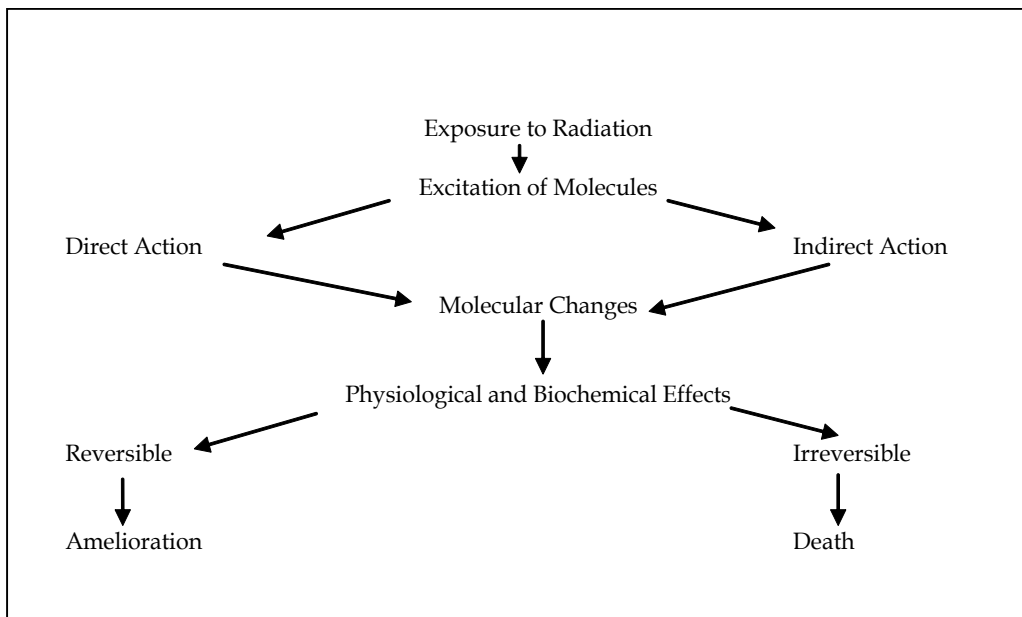 Exposure to Radiation
Excitation of Molecules
Direct Action
Indirect Action
Molecular Changes
Physiological and Biochemical Effects
Reversible
Irreversible
Amelioration
Death